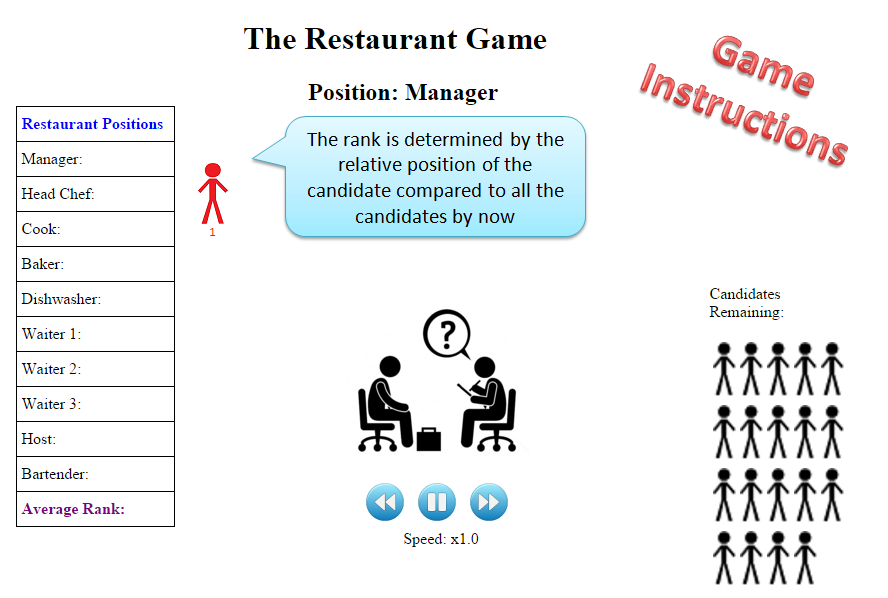 The Restaurant Game
Game
Instructions
Position: Manager
Restaurant Positions
Manager:
Head Chef:
Cook:
Baker:
Dishwasher:
Waiter 1:
Waiter 2:
Waiter 3:
Host:
Bartender:
Average Rank:
1
The rank is determined by the
relative position of the
candidate compared to all the
candidates by now
?
Speed: x1.0
Candidates
Remaining: